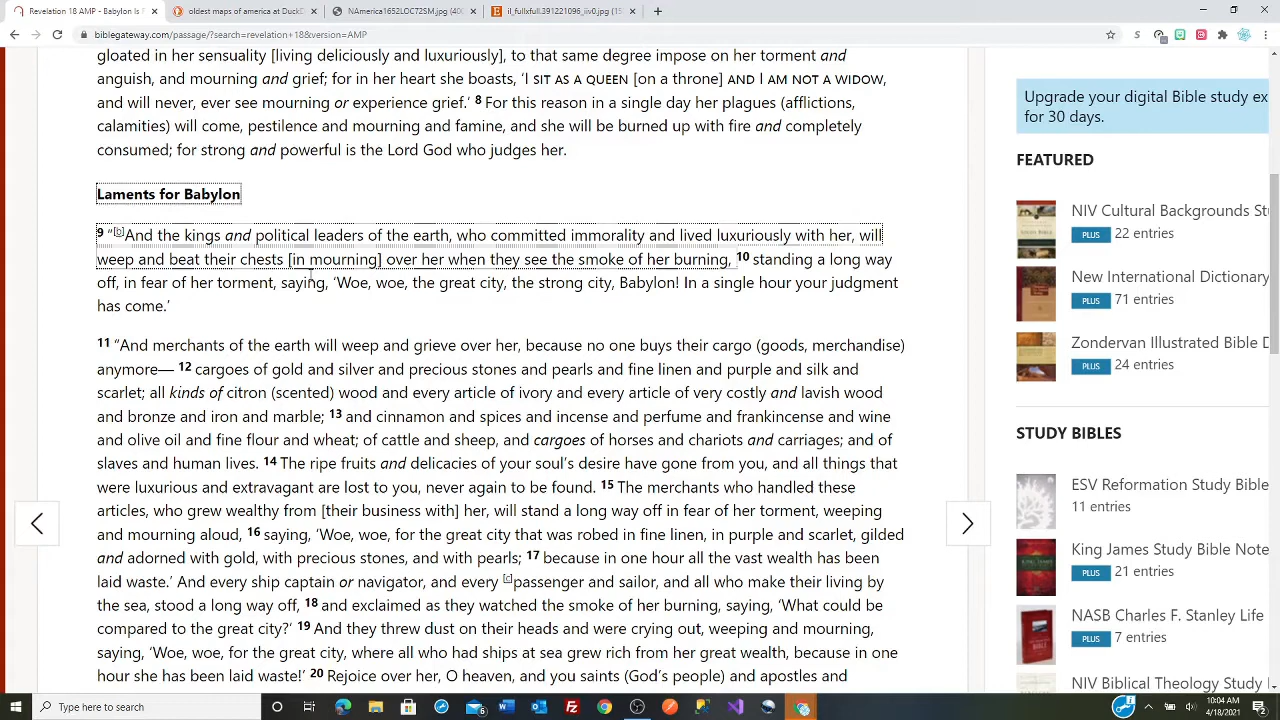 Revelation 18 AMP - Babylon Is F
oldest maps of america at DuckD
NAmerica1652LOC72SM.jpg (400
il_fullxfull.391221096_iiv0.jpg (15
biblegateway.com/passage/?search=revelation+18&version=AMP
gloated in her sensuality [living deliciously and luxuriously], to that same degree impose on her torment and
anguish, and mourning and grief; for in her heart she boasts, ‘I SIT AS A QUEEN [on a throne] AND I AM NOT A WIDOW,
and will never, ever see mourning or experience grief.’ 8 For this reason in a single day her plagues (afflictions,
calamities) will come, pestilence and mourning and famine, and she will be burned up with fire and completely
consumed; for strong and powerful is the Lord God who judges her.
Laments for Babylon
9 “[b]And the kings and political leaders of the earth, who committed immorality and lived luxuriously with her, will
weep and beat their chests [in mourning] over her when they see the smoke of her burning, 10 standing a long way
off, in fear of her torment, saying, ‘Woe, woe, the great city, the strong city, Babylon! In a single hour your judgment
has come.’
11 “And merchants of the earth will weep and grieve over her, because no one buys their cargo (goods, merchandise)
anymore— 12 cargoes of gold and silver and precious stones and pearls and fine linen and purple and silk and
scarlet; all kinds of citron (scented) wood and every article of ivory and every article of very costly and lavish wood
and bronze and iron and marble; 13 and cinnamon and spices and incense and perfume and frankincense and wine
and olive oil and fine flour and wheat; of cattle and sheep, and cargoes of horses and chariots and carriages; and of
slaves and human lives. 14 The ripe fruits and delicacies of your soul’s desire have gone from you, and all things that
were luxurious and extravagant are lost to you, never again to be found. 15 The merchants who handled these
articles, who grew wealthy from [their business with] her, will stand a long way off in fear of her torment, weeping
and mourning aloud, 16 saying, ‘Woe, woe, for the great city that was robed in fine linen, in purple and scarlet, gilded
and adorned with gold, with precious stones, and with pearls; 17 because in one hour all the vast wealth has been
laid waste.’ And every ship captain or navigator, and every [c]passenger and sailor, and all who make their living by
the sea, stood a long way off, 18 and exclaimed as they watched the smoke of her burning, saying, ‘What could be
compared to the great city?’ 19 And they threw dust on their heads and were crying out, weeping and mourning,
saying, ‘Woe, woe, for the great city, where all who had ships at sea grew rich from her great wealth, because in one
hour she has been laid waste!’ 20 Rejoice over her, O heaven, and you saints (God’s people) and apostles and
Upgrade your digital Bible study ex
for 30 days.
FEATURED
NIV Cultural Backgrounds St
PLUS 22 entries
New International Dictionary
PLUS 71 entries
Zondervan Illustrated Bible D
PLUS 24 entries
STUDY BIBLES
ESV Reformation Study Bible
11 entries
King James Study Bible Note
PLUS 21 entries
NASB Charles F. Stanley Life
PLUS 7 entries
NIV Biblical Theology Study
Type here to search
10:04 AM
4/18/2021